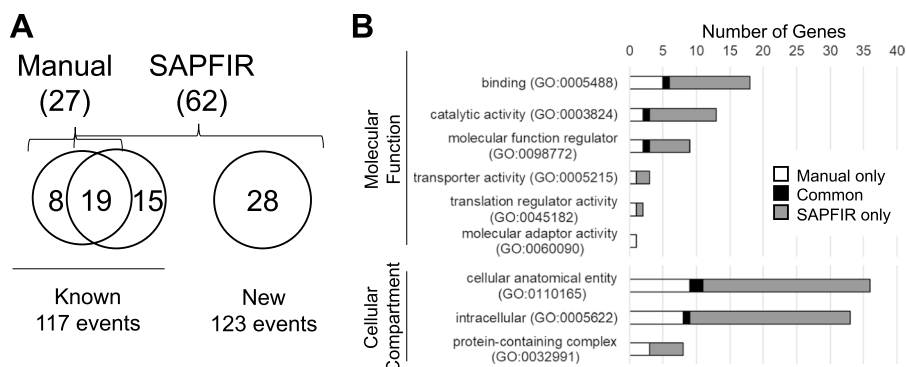 A
Manual SAPFIR
(27) (62)
8 19 15 28
Known
117 events
New
123 events
B
Number of Genes
0 5 10 15 20 25 30 35 40
Molecular
Function
binding (GO:0005488)
catalytic activity (GO:0003824)
molecular function regulator
(GO:0098772)
transporter activity (GO:0005215)
translation regulator activity
(GO:0045182)
molecular adaptor activity
(GO:0060090)
Manual only
Common
SAPFIR only
Cellular
Compartment
cellular anatomical entity
(GO:0110165)
intracellular (GO:0005622)
protein-containing complex
(GO:0032991)